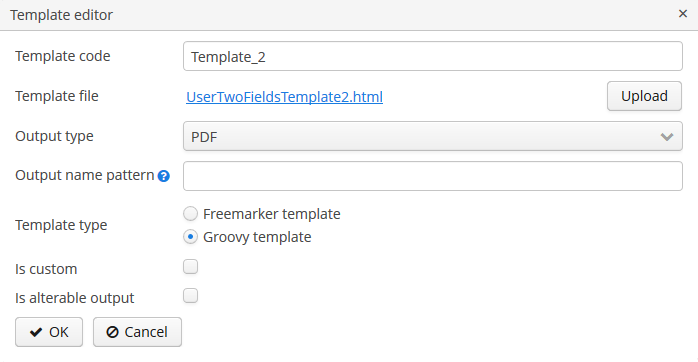 Template editor
Template code Template_2
Template file UserTwoFieldsTemplate2.html Upload
Output type PDF
Output name pattern ?
Template type
Freemarker template
Groovy template
Is custom
Is alterable output
OK Cancel